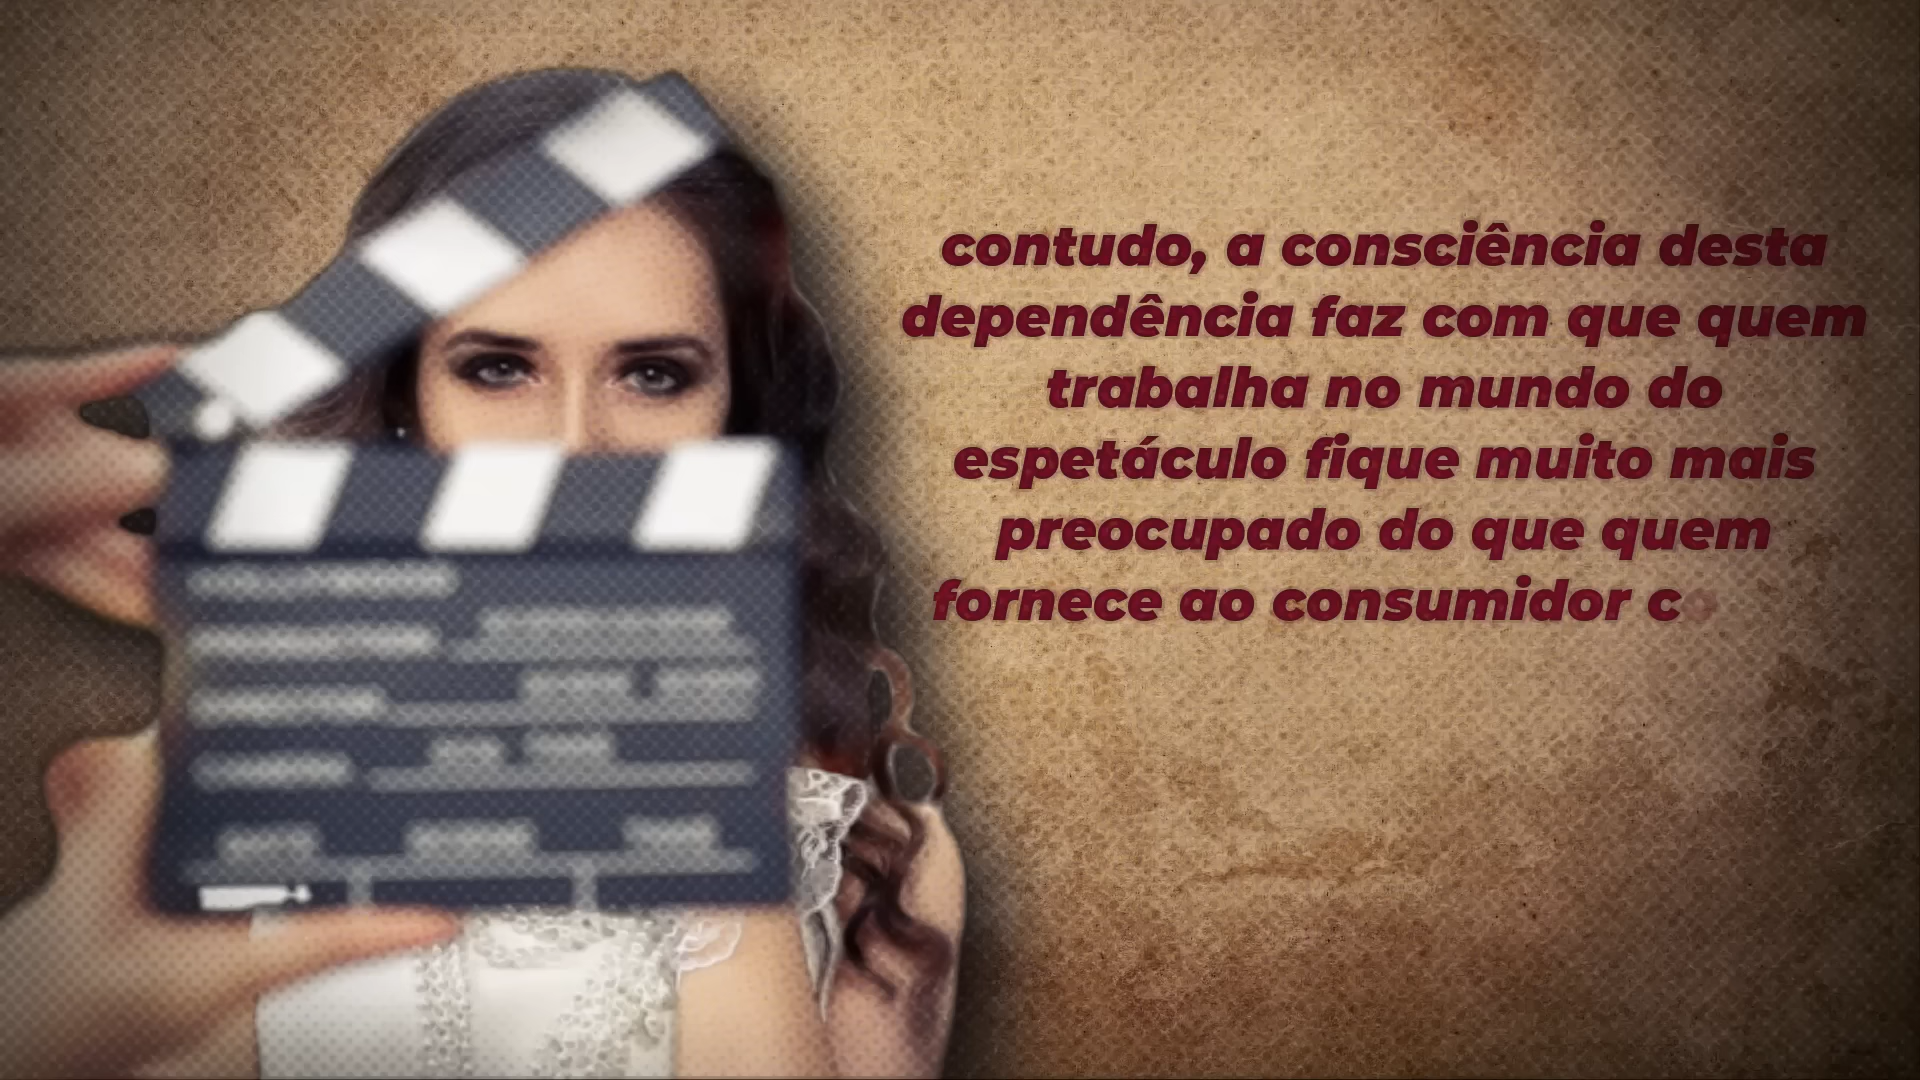 contudo, a consciência desta
dependência faz com que quem
trabalha no mundo do
espetáculo fique muito mais
preocupado do que quem
fornece ao consumidor c